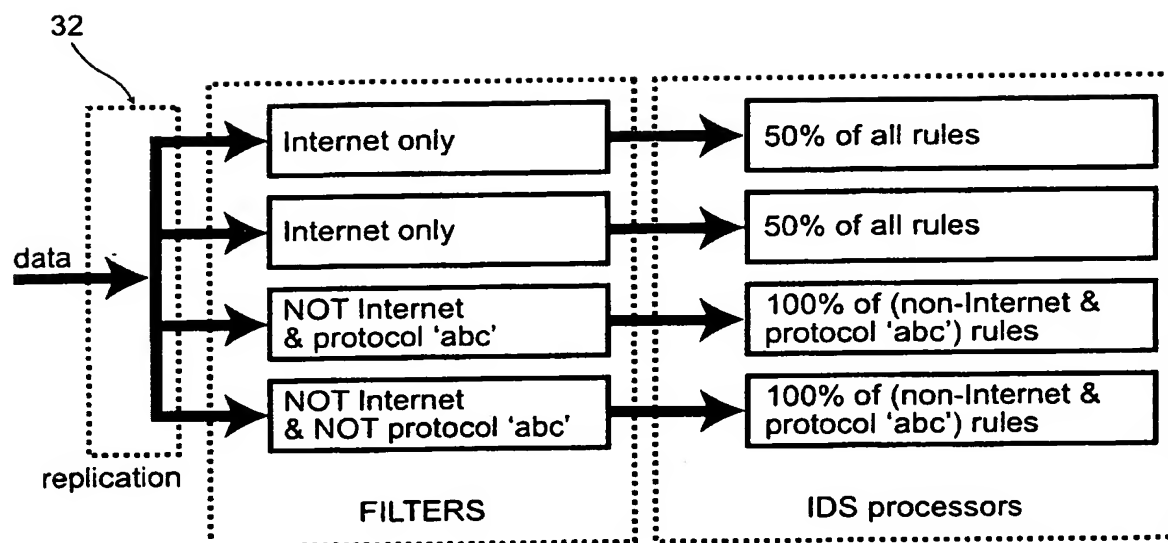 32
data
replication
Internet only
Internet only
NOT Internet
& protocol 'abc'
NOT Internet
& NOT protocol 'abc'
FILTERS
50% of all rules
50% of all rules
100% of (non-Internet &
protocol 'abc') rules
100% of (non-Internet &
protocol 'abc') rules
IDS processors